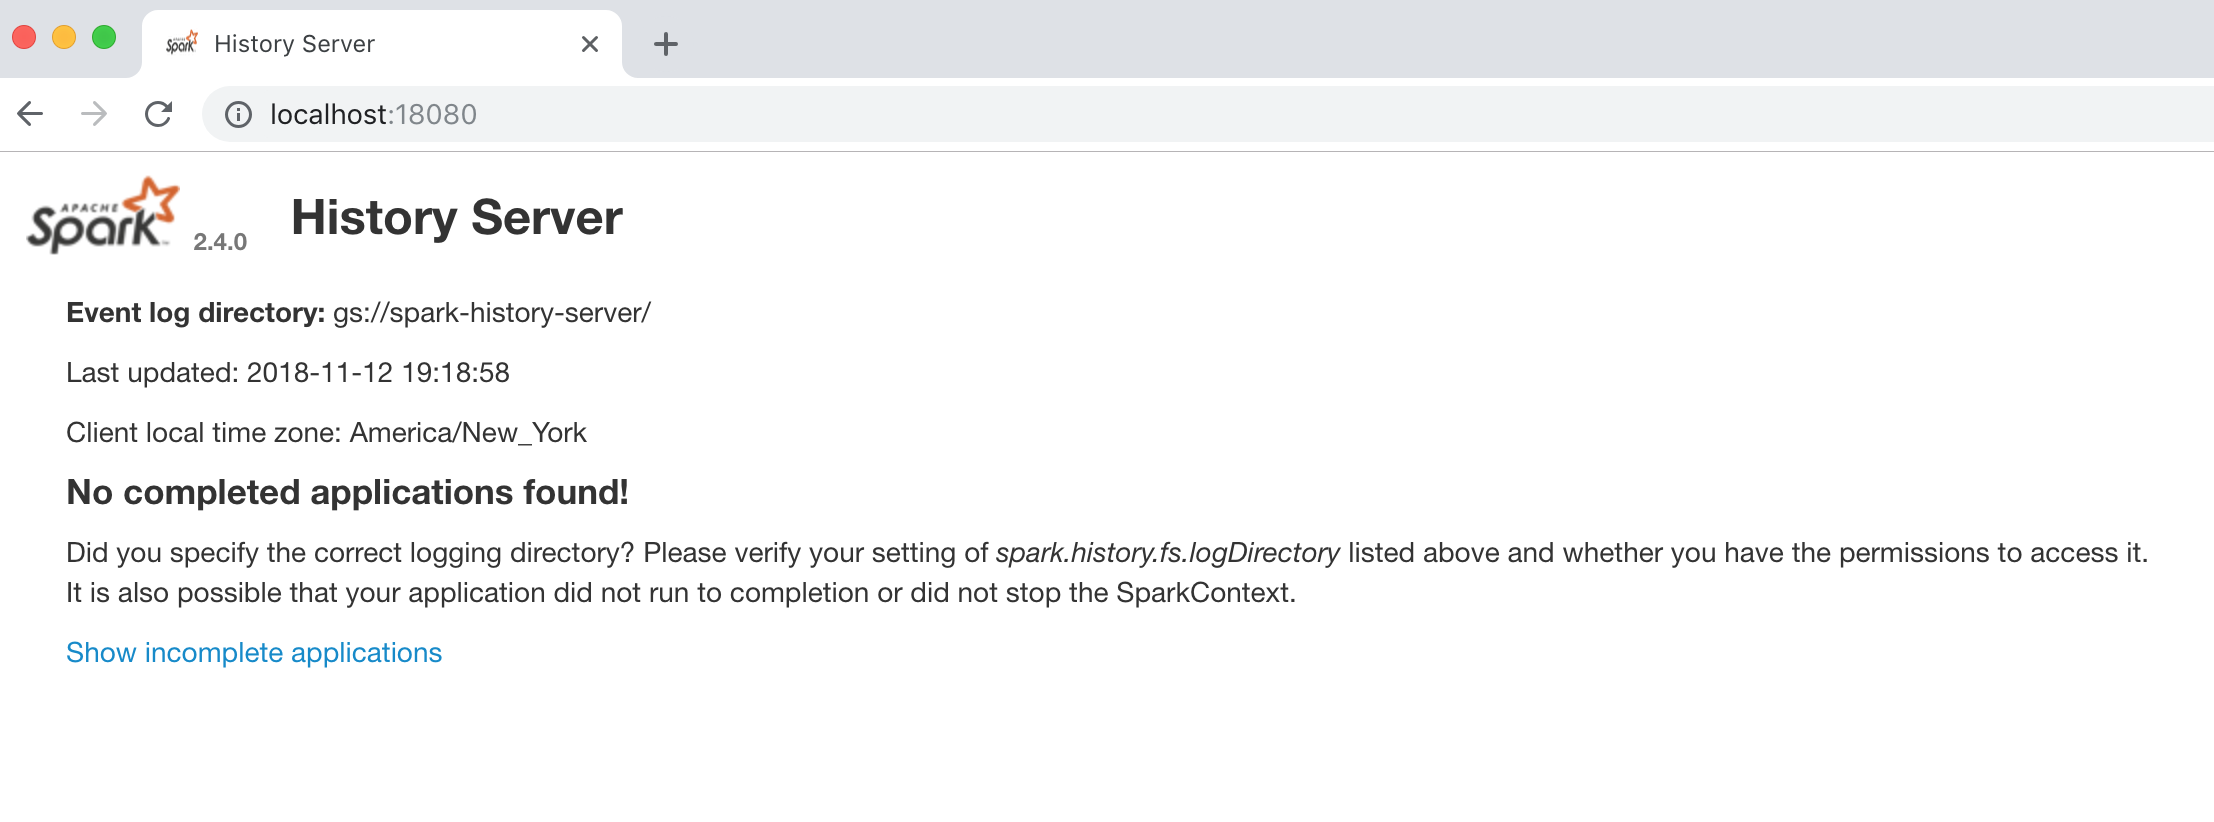 History Server
localhost:18080
APACHE
Spark 2.4.0 History Server
Event log directory: gs://spark-history-server/
Last updated: 2018-11-12 19:18:58
Client local time zone: America/New_York
No completed applications found!
Did you specify the correct logging directory? Please verify your setting of spark.history.fs.logDirectory listed above and whether you have the permissions to access it.
It is also possible that your application did not run to completion or did not stop the SparkContext.
Show incomplete applications